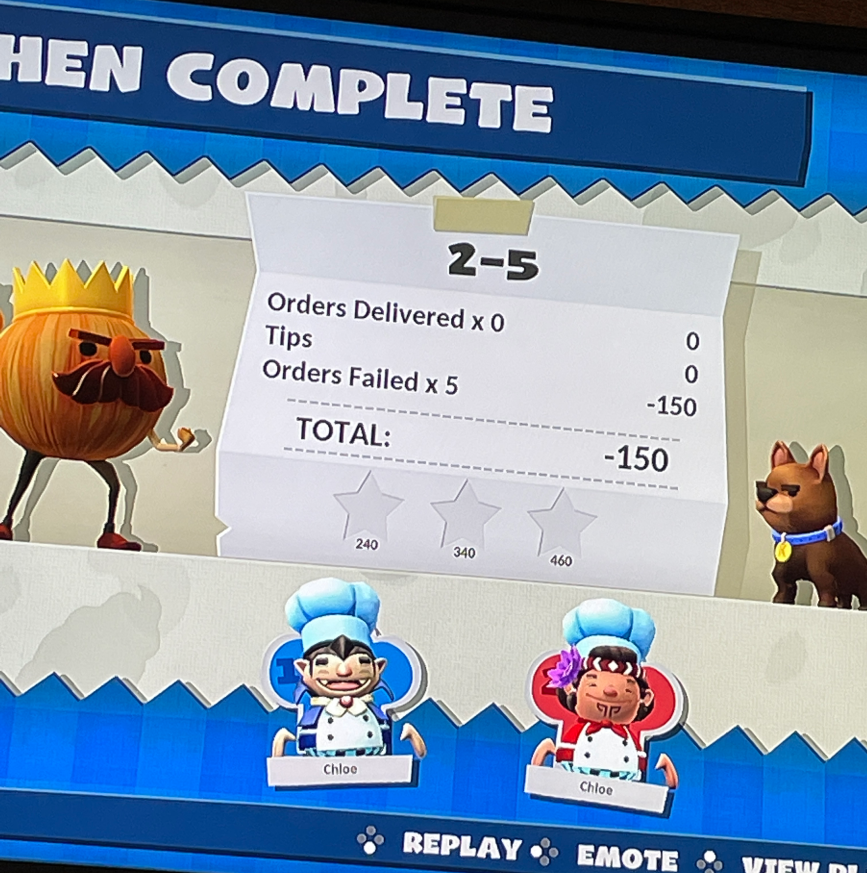 HEN COMPLETE
2-5
Orders Delivered x 0 0
Tips 0
Orders Failed x 5 -150
TOTAL: -150
240 340 460
Chloe Chloe
REPLAY EMOTE VIEW